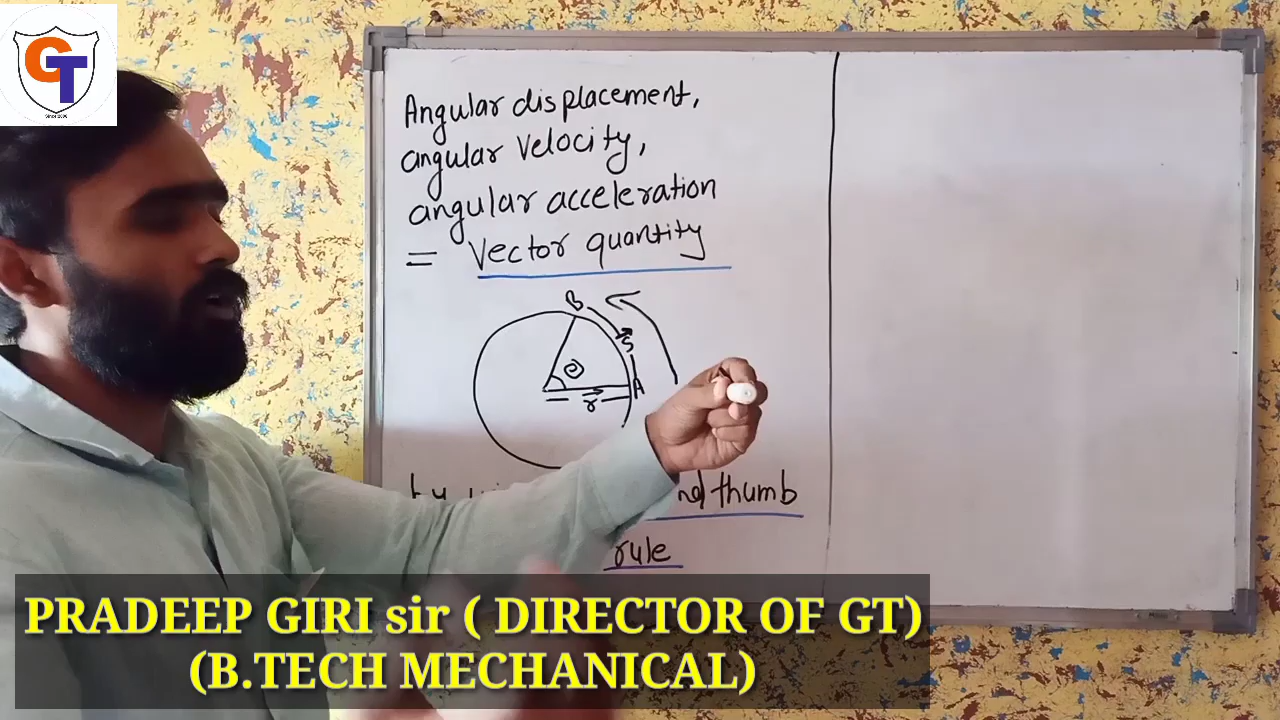 GT
Angular displacement,
angular velocity,
angular acceleration
= Vector quantity
B
S
θ
A
r
by thumb
rule
PRADEEP GIRI sir ( DIRECTOR OF GT)
(B.TECH MECHANICAL)